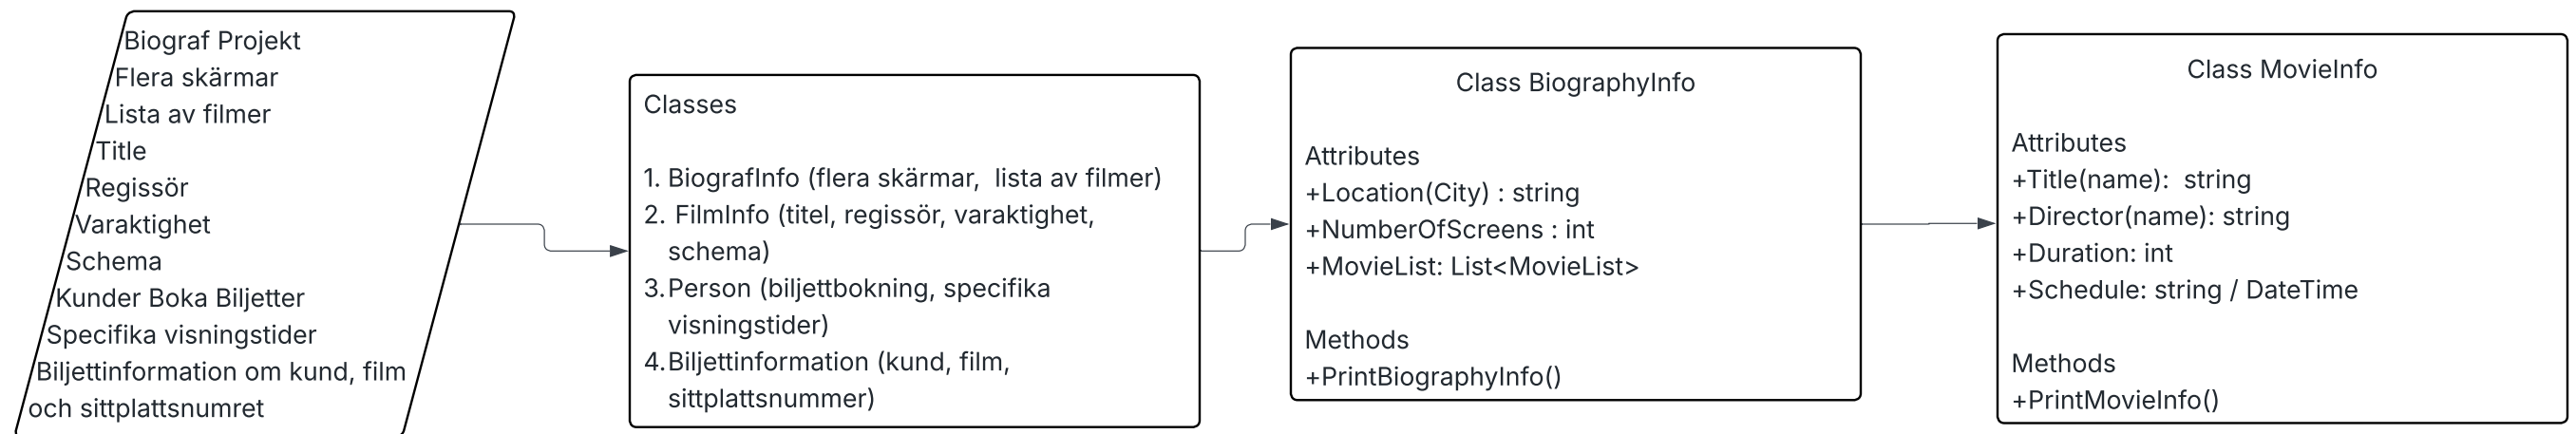 Biograf Projekt
Flera skärmar
Lista av filmer
Title
Regissör
Varaktighet
Schema
Kunder Boka Biljetter
Specifika visningstider
Biljettinformation om kund, film
och sittplattsnumret
Classes
1. BiografInfo (flera skärmar,  lista av filmer)
2. FilmInfo (titel, regissör, varaktighet,
schema)
3.Person (biljettbokning, specifika
visningstider)
4.Biljettinformation (kund, film,
sittplattsnummer)
Class BiographyInfo
Attributes
+Location(City) : string
+NumberOfScreens : int
+MovieList: List<MovieList>
Methods
+PrintBiographyInfo()
Class MovieInfo
Attributes
+Title(name):  string
+Director(name): string
+Duration: int
+Schedule: string / DateTime
Methods
+PrintMovieInfo()